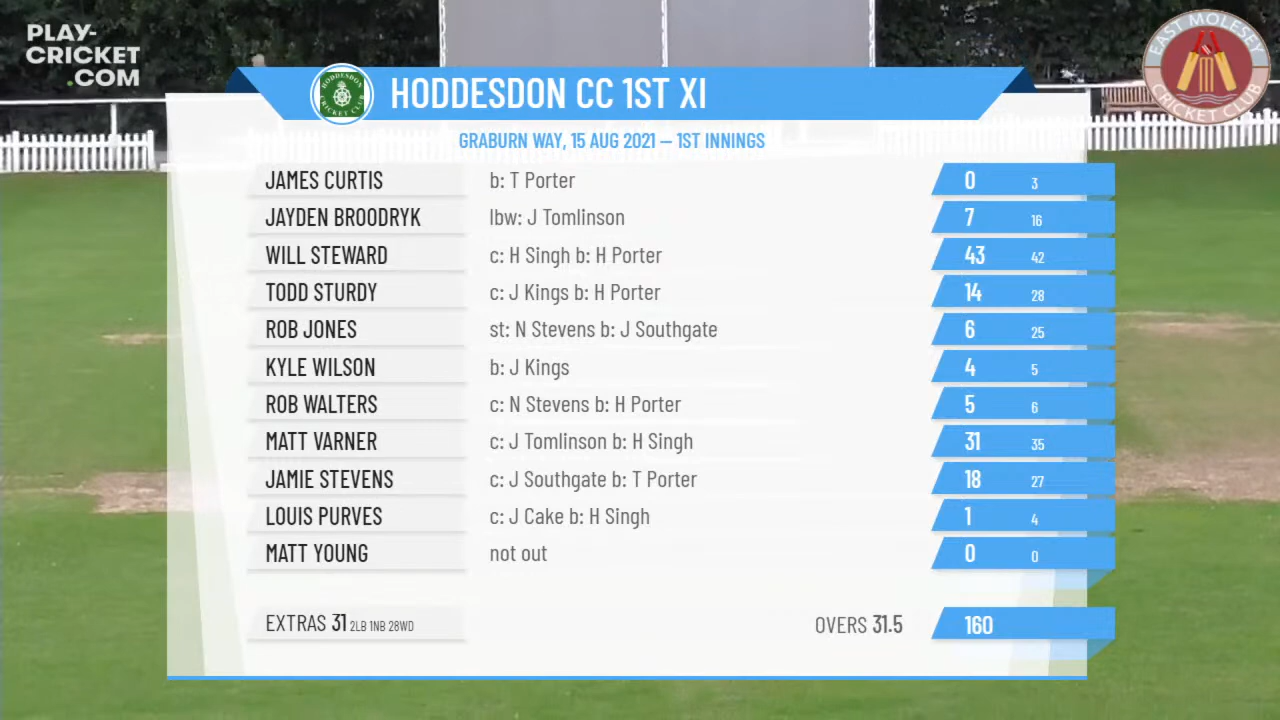 PLAY-
CRICKET
.COM
EAST MOLESEY
CRICKET CLUB
HODDESDON
CRICKET CLUB
HODDESDON CC 1ST XI
GRABURN WAY, 15 AUG 2021 – 1ST INNINGS
JAMES CURTIS b: T Porter 0 3
JAYDEN BROODRYK lbw: J Tomlinson 7 16
WILL STEWARD c: H Singh b: H Porter 43 42
TODD STURDY c: J Kings b: H Porter 14 28
ROB JONES st: N Stevens b: J Southgate 6 25
KYLE WILSON b: J Kings 4 5
ROB WALTERS c: N Stevens b: H Porter 5 6
MATT VARNER c: J Tomlinson b: H Singh 31 35
JAMIE STEVENS c: J Southgate b: T Porter 18 27
LOUIS PURVES c: J Cake b: H Singh 1 4
MATT YOUNG not out 0 0
EXTRAS 31 2LB 1NB 28WD OVERS 31.5 160